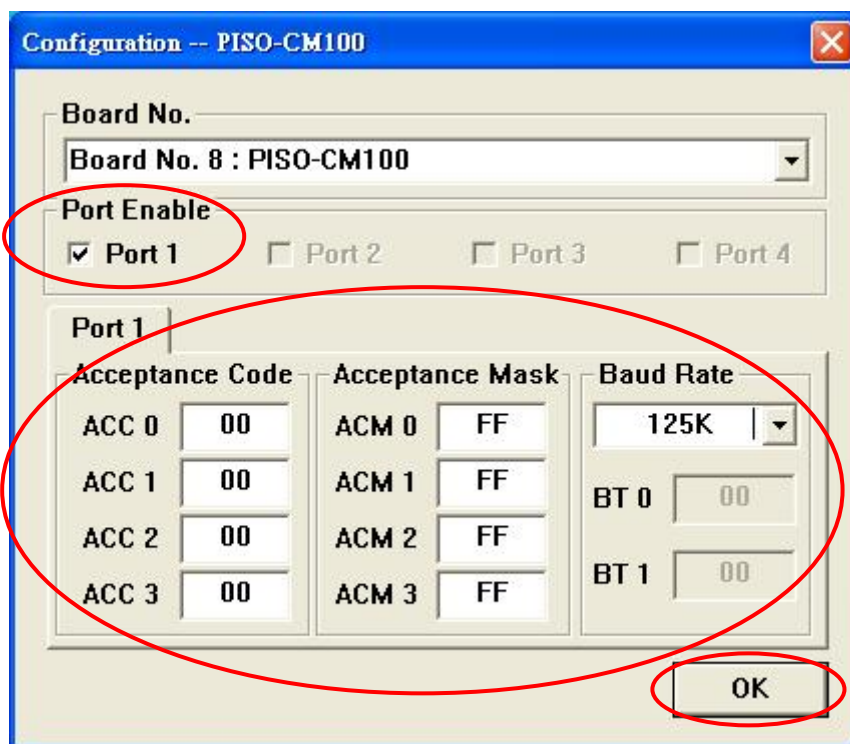 Configuration -- PISO-CM100
Board No.
Board No. 8 : PISO-CM100
Port Enable
Port 1 Port 2 Port 3 Port 4
Port 1
Acceptance Code Acceptance Mask Baud Rate
ACC 0 00 ACM 0 FF 125K
ACC 1 00 ACM 1 FF BT 0 00
ACC 2 00 ACM 2 FF
ACC 3 00 ACM 3 FF BT 1 00
OK